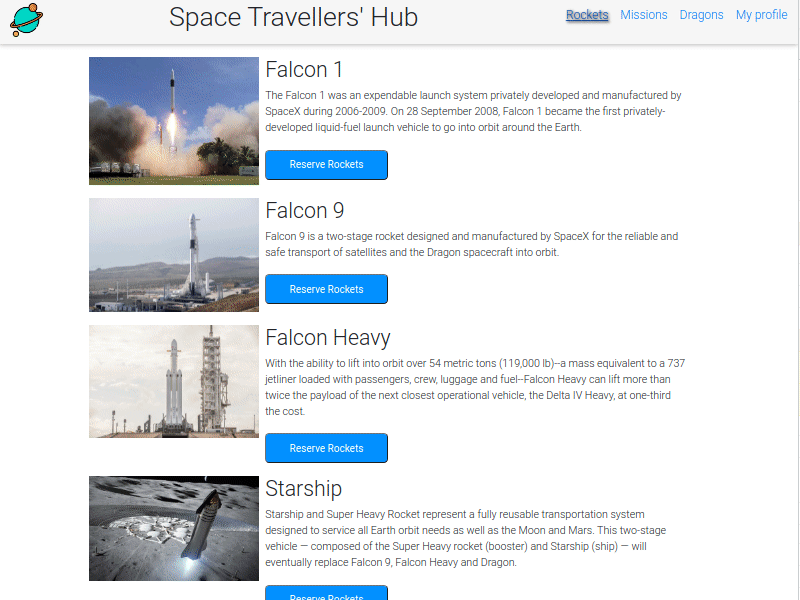 Space Travellers' Hub
Rockets Missions Dragons My profile
Falcon 1
The Falcon 1 was an expendable launch system privately developed and manufactured by
SpaceX during 2006-2009. On 28 September 2008, Falcon 1 became the first privately-
developed liquid-fuel launch vehicle to go into orbit around the Earth.
Reserve Rockets
Falcon 9
Falcon 9 is a two-stage rocket designed and manufactured by SpaceX for the reliable and
safe transport of satellites and the Dragon spacecraft into orbit.
Reserve Rockets
Falcon Heavy
With the ability to lift into orbit over 54 metric tons (119,000 lb)--a mass equivalent to a 737
jetliner loaded with passengers, crew, luggage and fuel--Falcon Heavy can lift more than
twice the payload of the next closest operational vehicle, the Delta IV Heavy, at one-third
the cost.
Reserve Rockets
Starship
Starship and Super Heavy Rocket represent a fully reusable transportation system
designed to service all Earth orbit needs as well as the Moon and Mars. This two-stage
vehicle — composed of the Super Heavy rocket (booster) and Starship (ship) — will
eventually replace Falcon 9, Falcon Heavy and Dragon.
Reserve Rockets